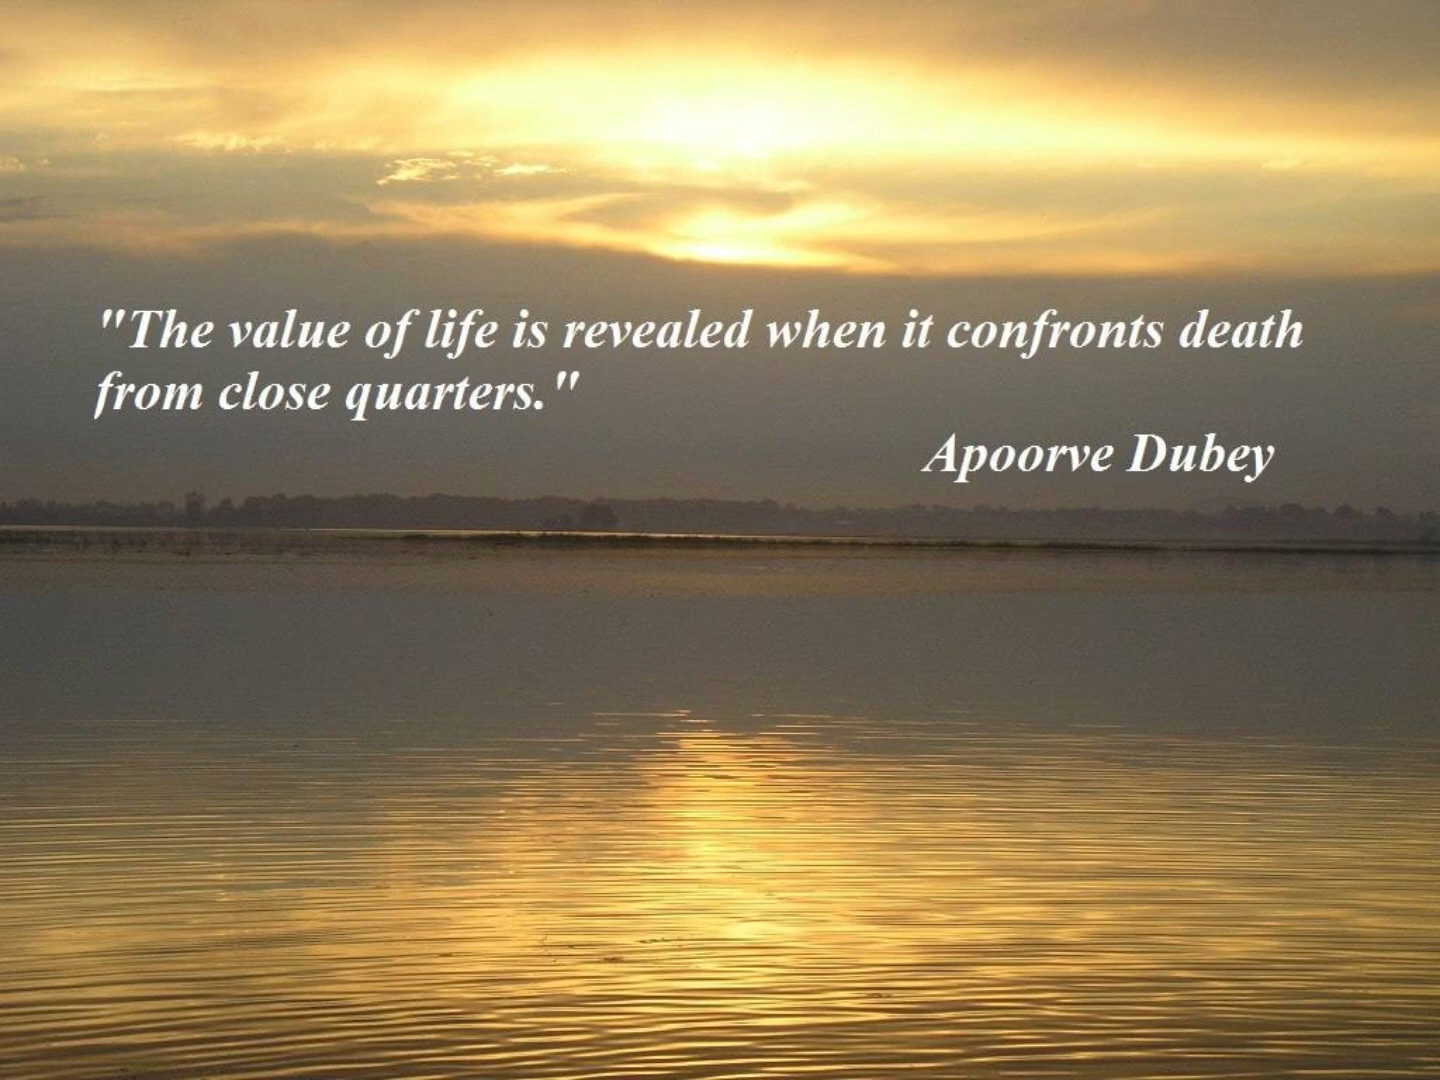 "The value of life is revealed when it confronts death
from close quarters."
Apoorve Dubey